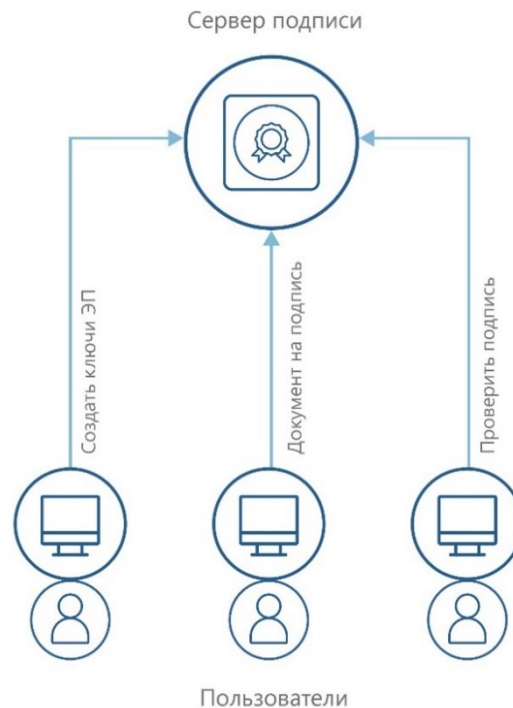 Сервер подписи
Создать ключи ЭП
Документ на подпись
Проверить подпись
Пользователи